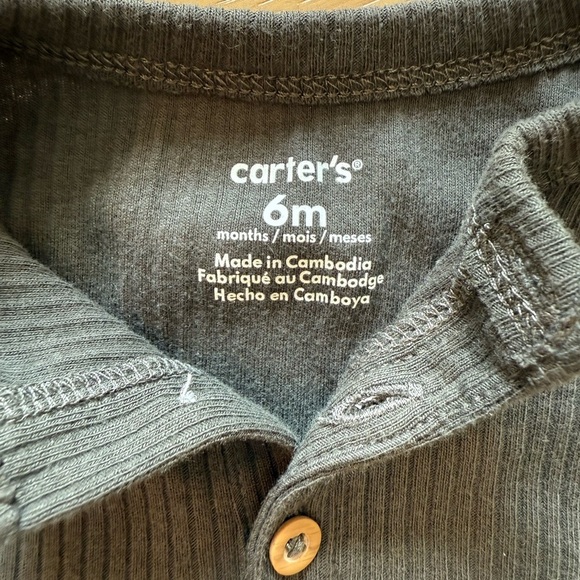 carter's®
6m
months / mois / meses
Made in Cambodia
Fabriqué au Cambodge
Hecho en Camboya